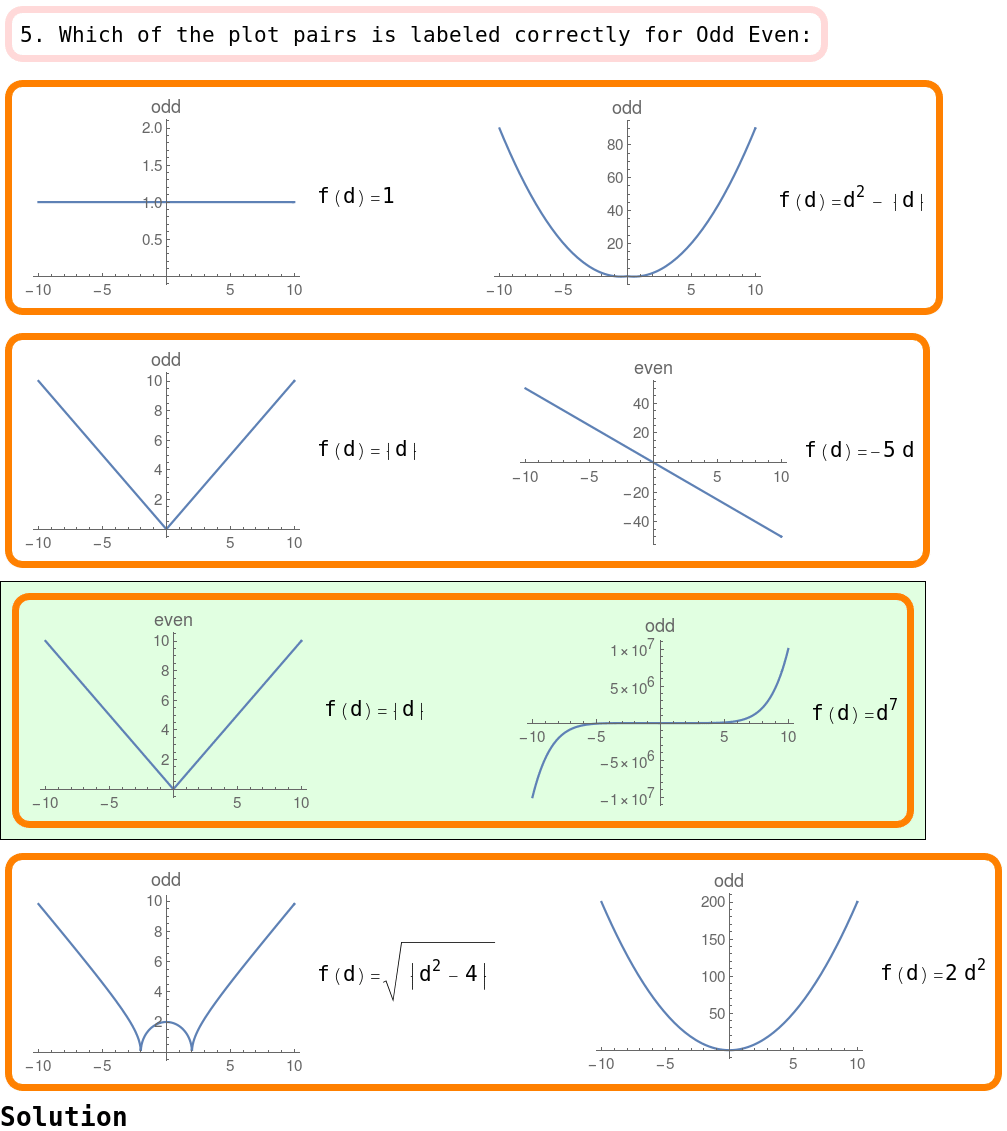 5. Which of the plot pairs is labeled correctly for Odd Even:
odd
2.0
1.5
1.0
0.5
−10 −5 5 10
f(d)=1
odd
80
60
40
20
−10 −5 5 10
f(d)=d² − |d|
odd
10
8
6
4
2
−10 −5 5 10
f(d)=|d|
even
40
20
−10 −5 5 10
−20
−40
f(d)=−5 d
even
10
8
6
4
2
−10 −5 5 10
f(d)=|d|
odd
1×10⁷
5×10⁶
−10 −5 5 10
−5×10⁶
−1×10⁷
f(d)=d⁷
odd
10
8
6
4
2
−10 −5 5 10
f(d)=√|d² − 4|
odd
200
150
100
50
−10 −5 5 10
f(d)=2 d²
Solution